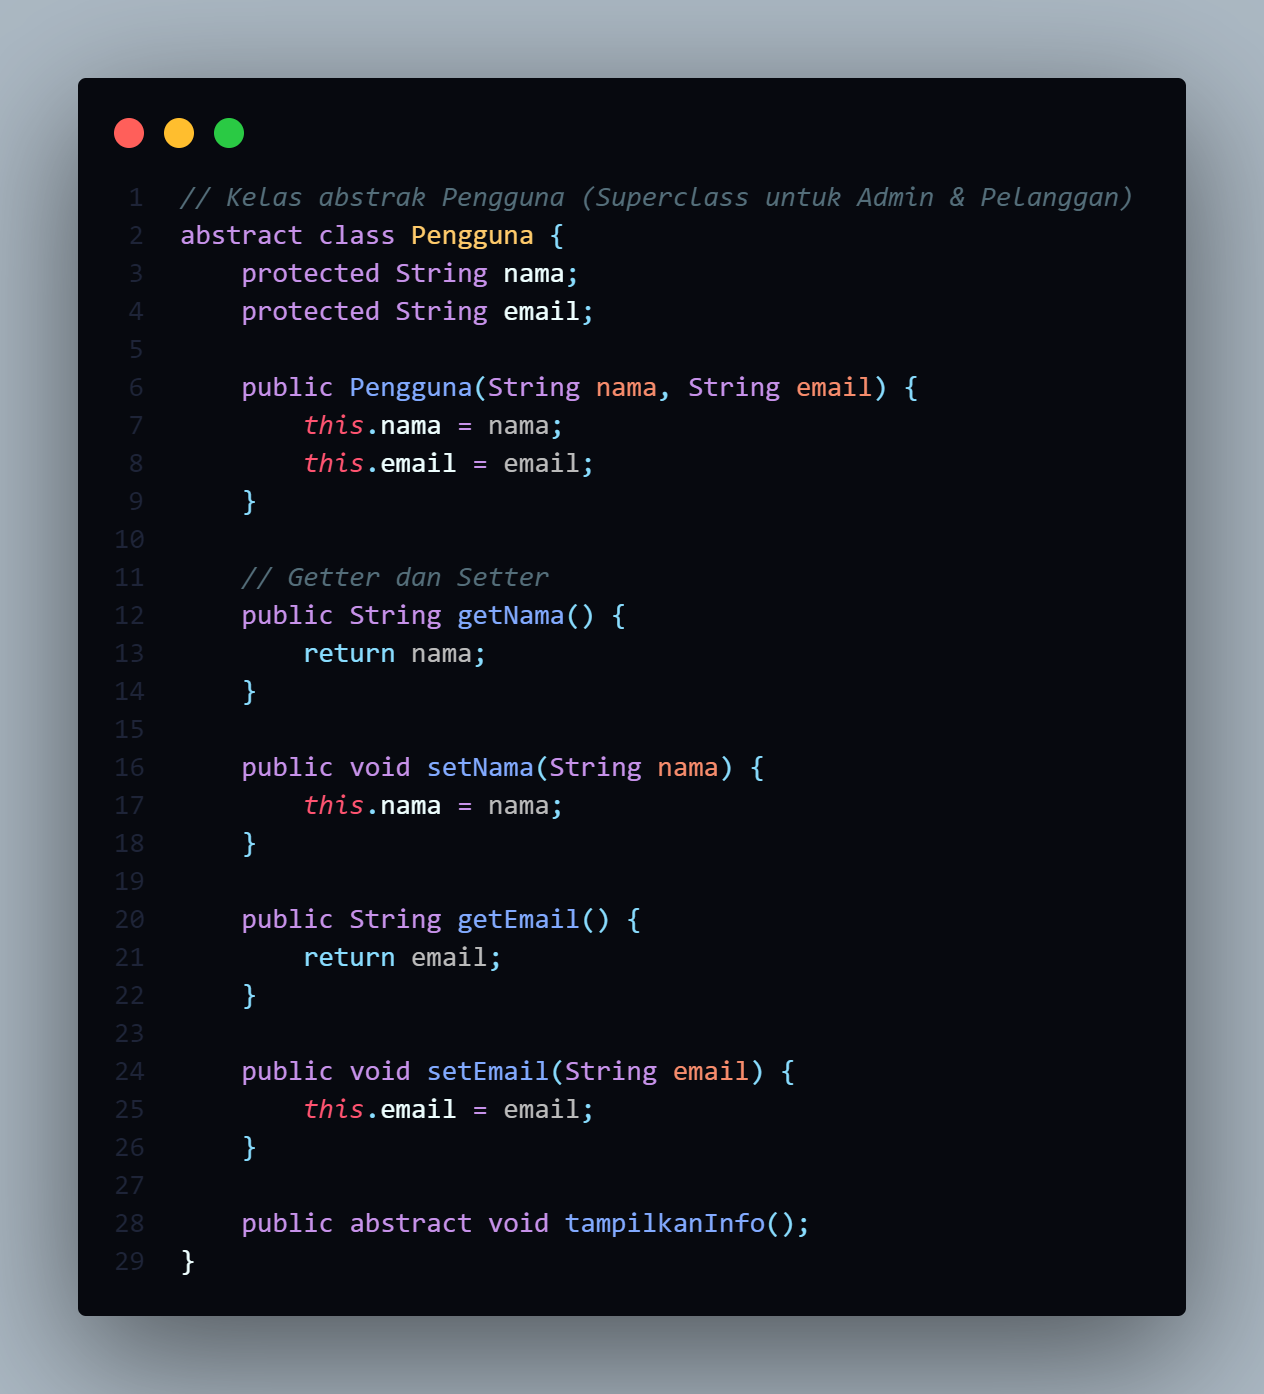 1 // Kelas abstrak Pengguna (Superclass untuk Admin & Pelanggan)
2 abstract class Pengguna {
3     protected String nama;
4     protected String email;
5
6     public Pengguna(String nama, String email) {
7         this.nama = nama;
8         this.email = email;
9     }
10
11     // Getter dan Setter
12     public String getNama() {
13         return nama;
14     }
15
16     public void setNama(String nama) {
17         this.nama = nama;
18     }
19
20     public String getEmail() {
21         return email;
22     }
23
24     public void setEmail(String email) {
25         this.email = email;
26     }
27
28     public abstract void tampilkanInfo();
29 }